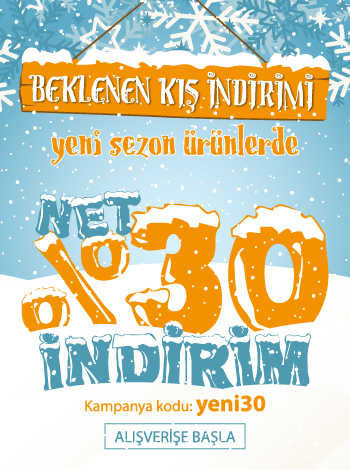 BEKLENEN KIŞ İNDİRİMİ
yeni sezon ürünlerde
NET
%30
İNDİRİM
Kampanya kodu: yeni30
ALIŞVERİŞE BAŞLA